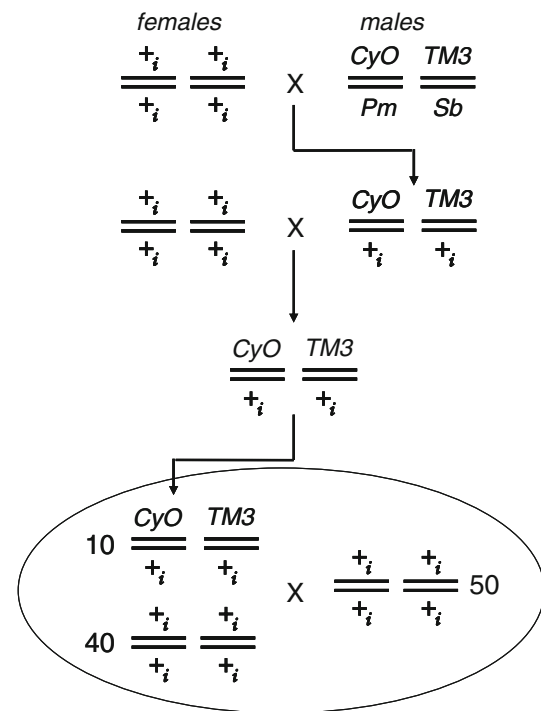 females males
+i +i CyO TM3
X
+i +i Pm Sb
+i +i CyO TM3
X
+i +i +i +i
CyO TM3
+i +i
CyO TM3
10
+i +i +i +i
X 50
+i +i +i +i
40
+i +i